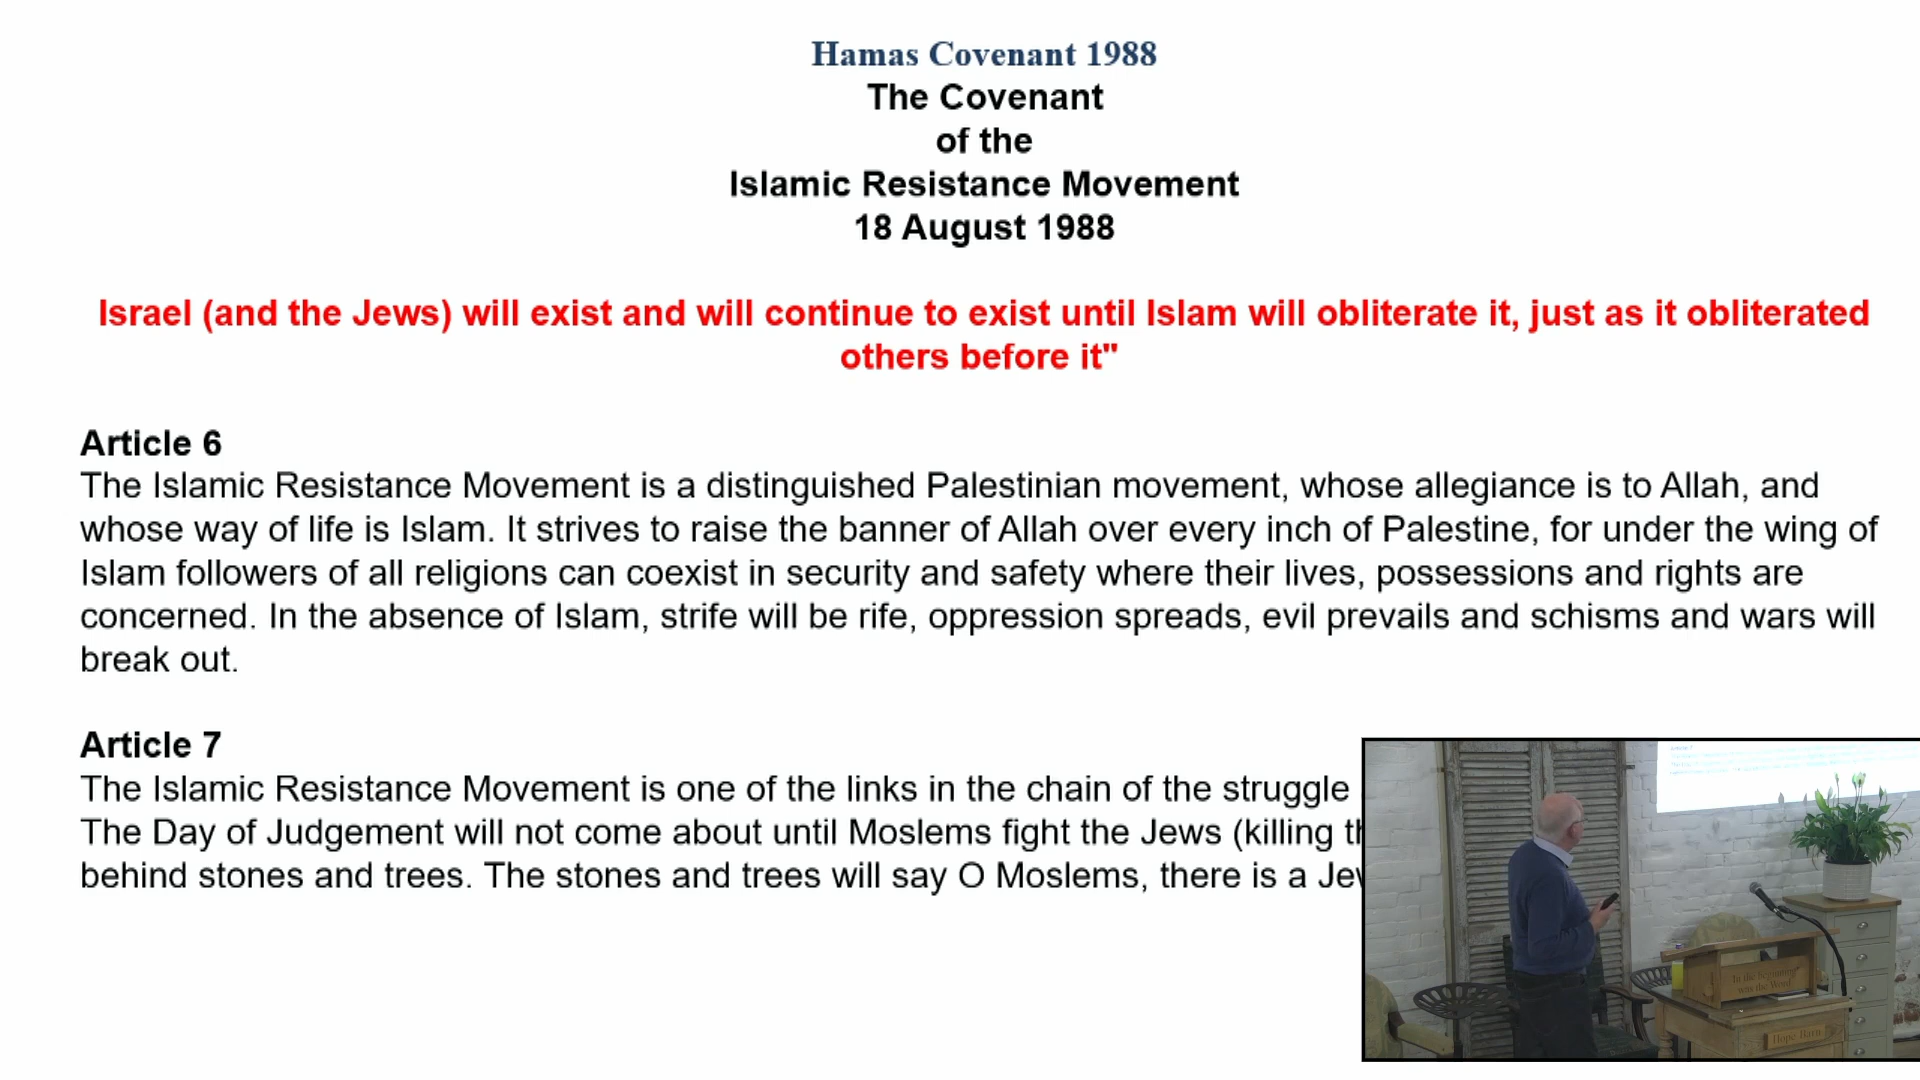 Hamas Covenant 1988
The Covenant
of the
Islamic Resistance Movement
18 August 1988
Israel (and the Jews) will exist and will continue to exist until Islam will obliterate it, just as it obliterated
others before it"
Article 6
The Islamic Resistance Movement is a distinguished Palestinian movement, whose allegiance is to Allah, and
whose way of life is Islam. It strives to raise the banner of Allah over every inch of Palestine, for under the wing of
Islam followers of all religions can coexist in security and safety where their lives, possessions and rights are
concerned. In the absence of Islam, strife will be rife, oppression spreads, evil prevails and schisms and wars will
break out.
Article 7
The Islamic Resistance Movement is one of the links in the chain of the struggle
The Day of Judgement will not come about until Moslems fight the Jews (killing
behind stones and trees. The stones and trees will say O Moslems, there is a
In the beginning
was the Word
Hope Barn